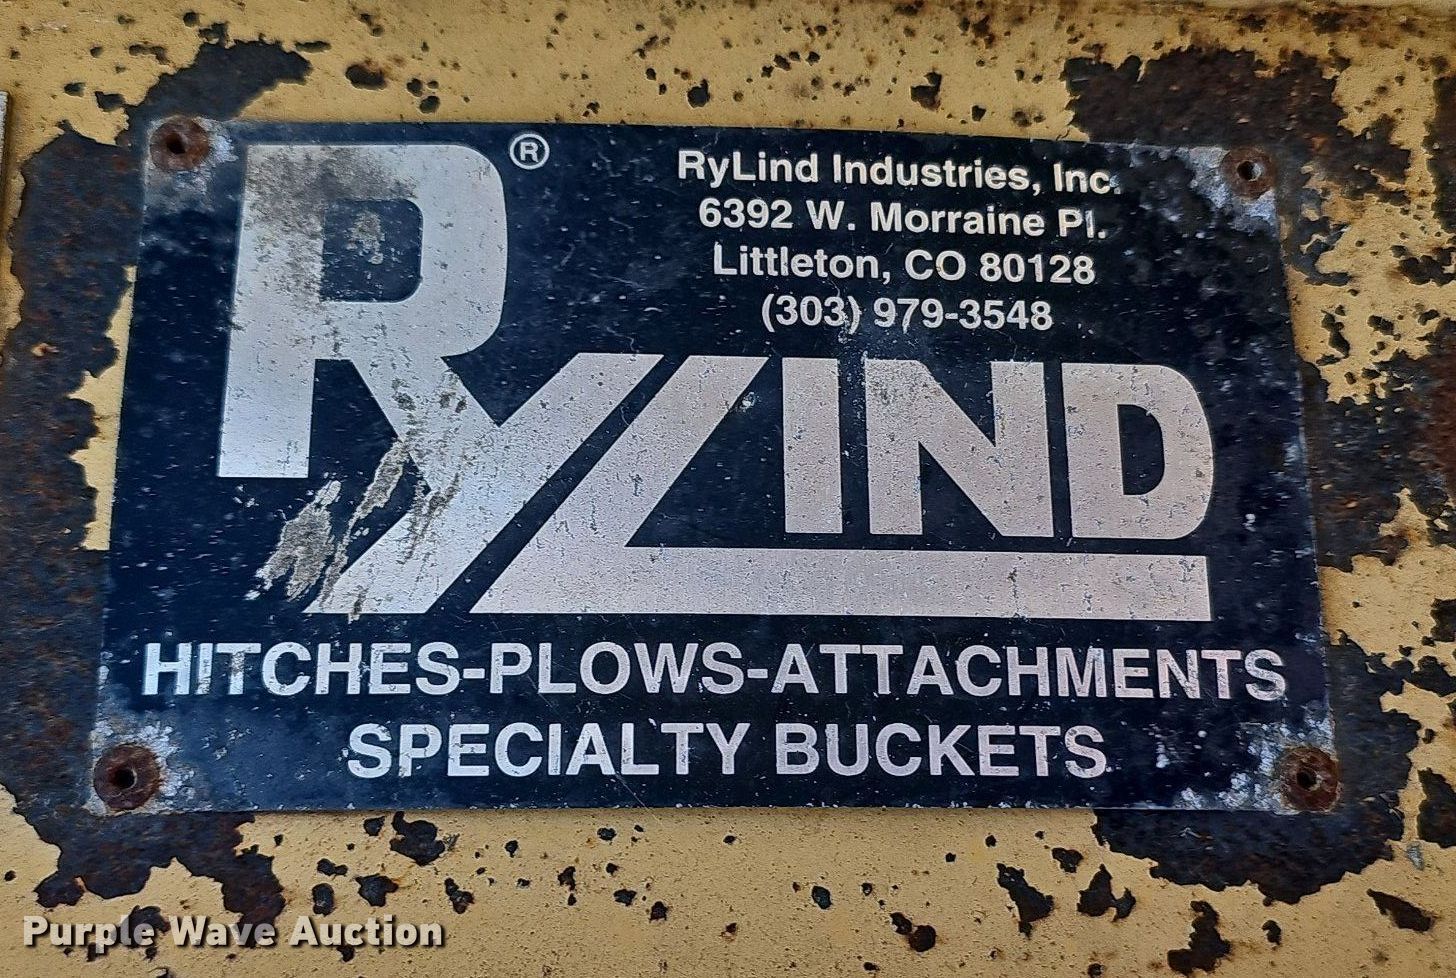 RYLIND®
RyLind Industries, Inc.
6392 W. Morraine Pl.
Littleton, CO 80128
(303) 979-3548
HITCHES-PLOWS-ATTACHMENTS
SPECIALTY BUCKETS
Purple Wave Auction